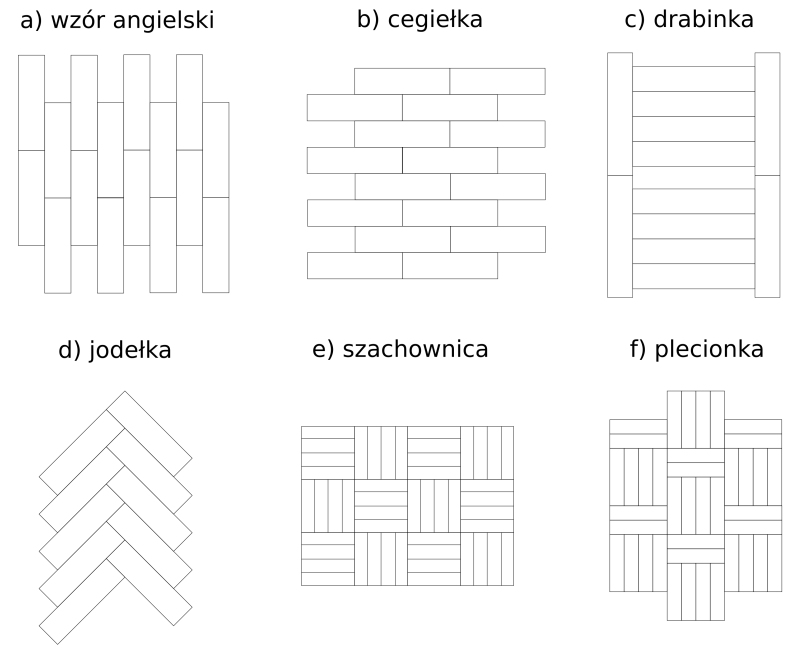 a) wzór angielski
b) cegiełka
c) drabinka
d) jodełka
e) szachownica
f) plecionka